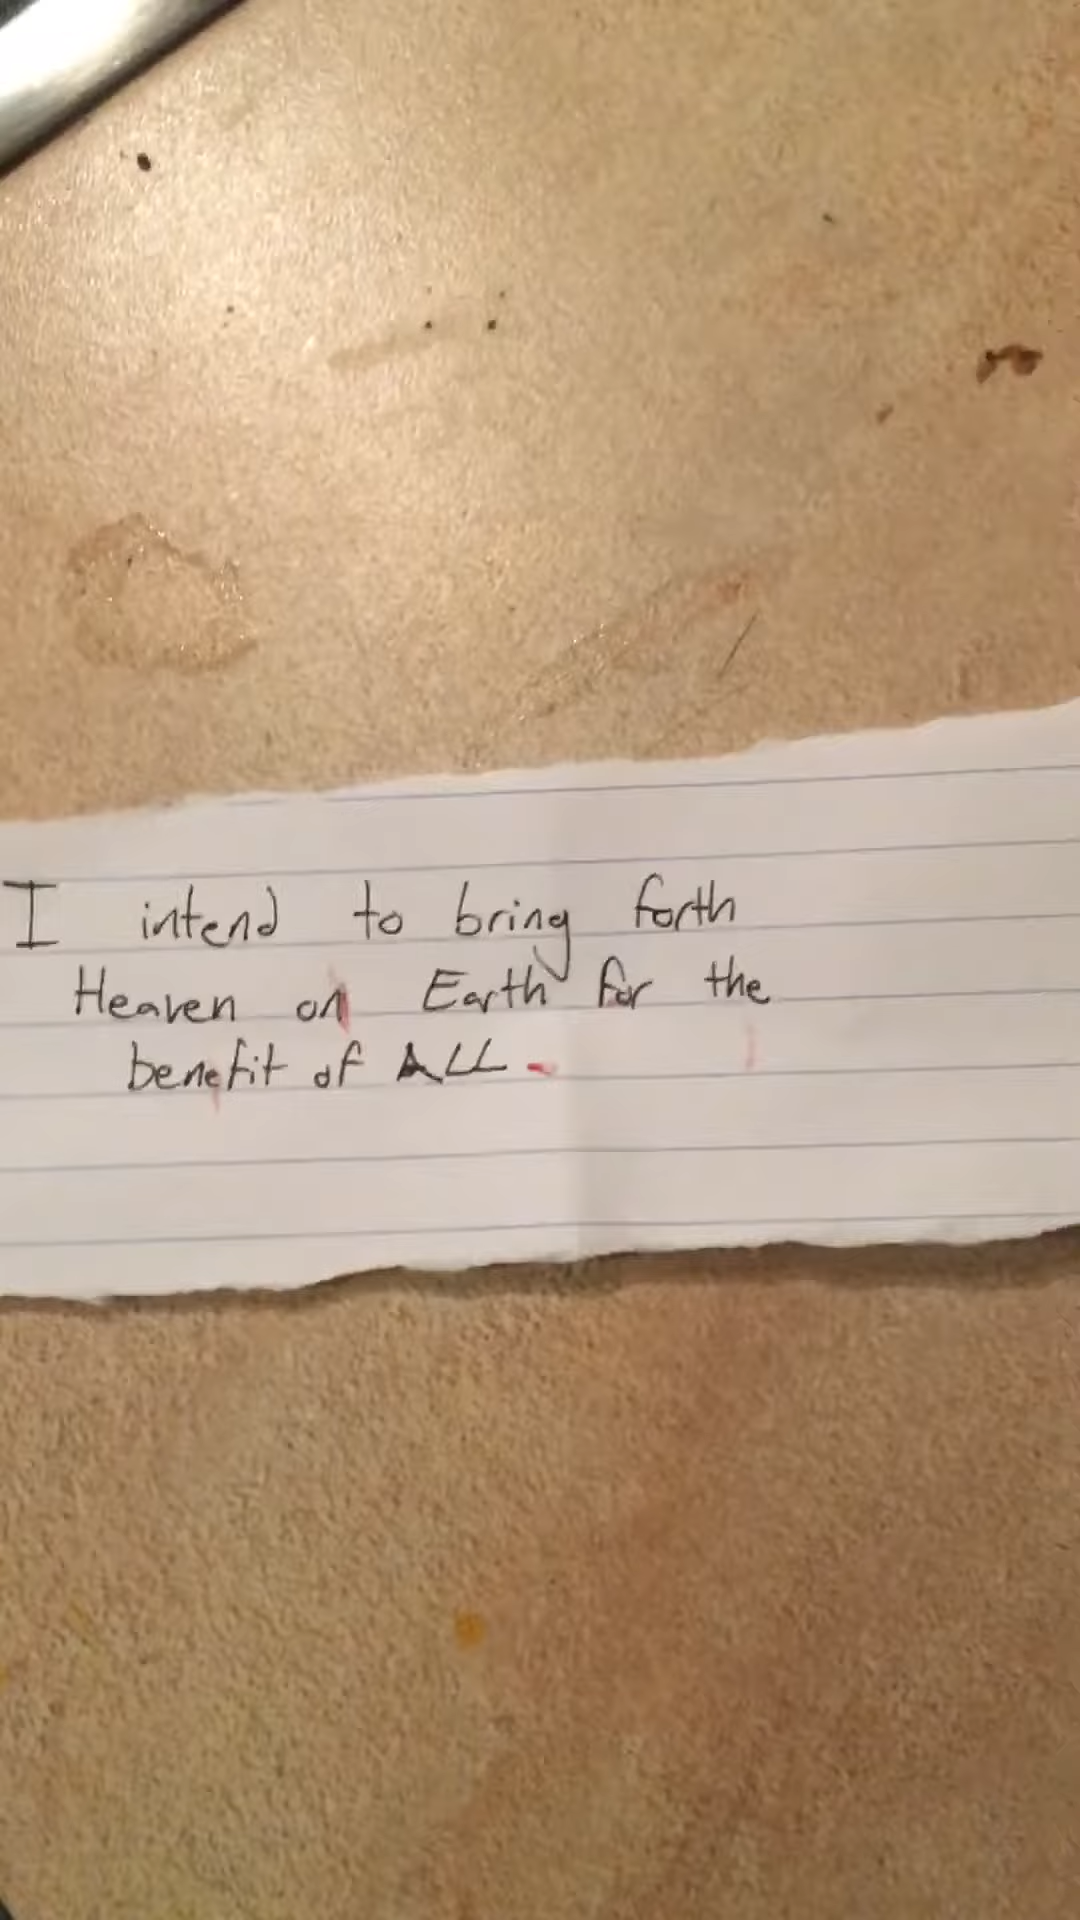 I intend to bring forth
Heaven on Earth for the
benefit of ALL.